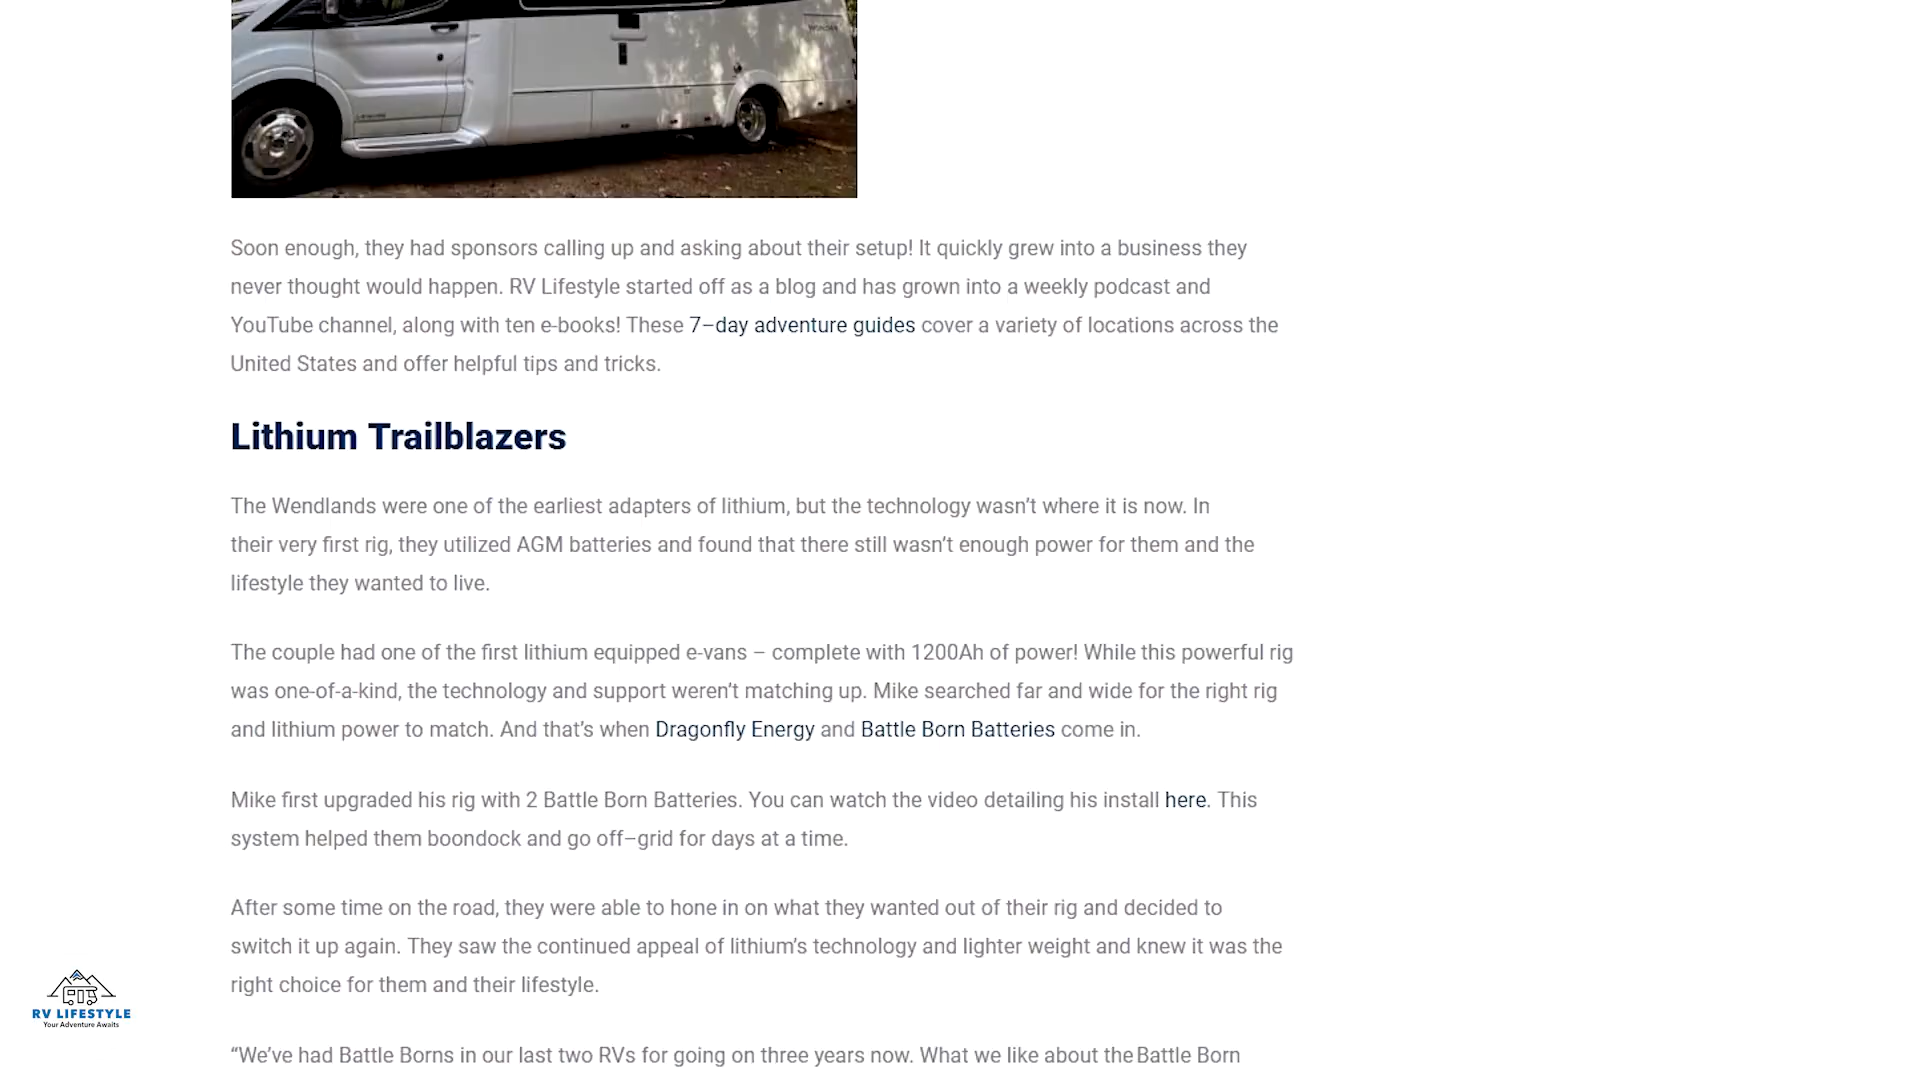 Soon enough, they had sponsors calling up and asking about their setup! It quickly grew into a business they
never thought would happen. RV Lifestyle started off as a blog and has grown into a weekly podcast and
YouTube channel, along with ten e-books! These 7–day adventure guides cover a variety of locations across the
United States and offer helpful tips and tricks.
Lithium Trailblazers
The Wendlands were one of the earliest adapters of lithium, but the technology wasn’t where it is now. In
their very first rig, they utilized AGM batteries and found that there still wasn’t enough power for them and the
lifestyle they wanted to live.
The couple had one of the first lithium equipped e-vans – complete with 1200Ah of power! While this powerful rig
was one-of-a-kind, the technology and support weren’t matching up. Mike searched far and wide for the right rig
and lithium power to match. And that’s when Dragonfly Energy and Battle Born Batteries come in.
Mike first upgraded his rig with 2 Battle Born Batteries. You can watch the video detailing his install here. This
system helped them boondock and go off–grid for days at a time.
After some time on the road, they were able to hone in on what they wanted out of their rig and decided to
switch it up again. They saw the continued appeal of lithium’s technology and lighter weight and knew it was the
right choice for them and their lifestyle.
“We’ve had Battle Borns in our last two RVs for going on three years now. What we like about the Battle Born
RV LIFESTYLE
Your Adventure Awaits